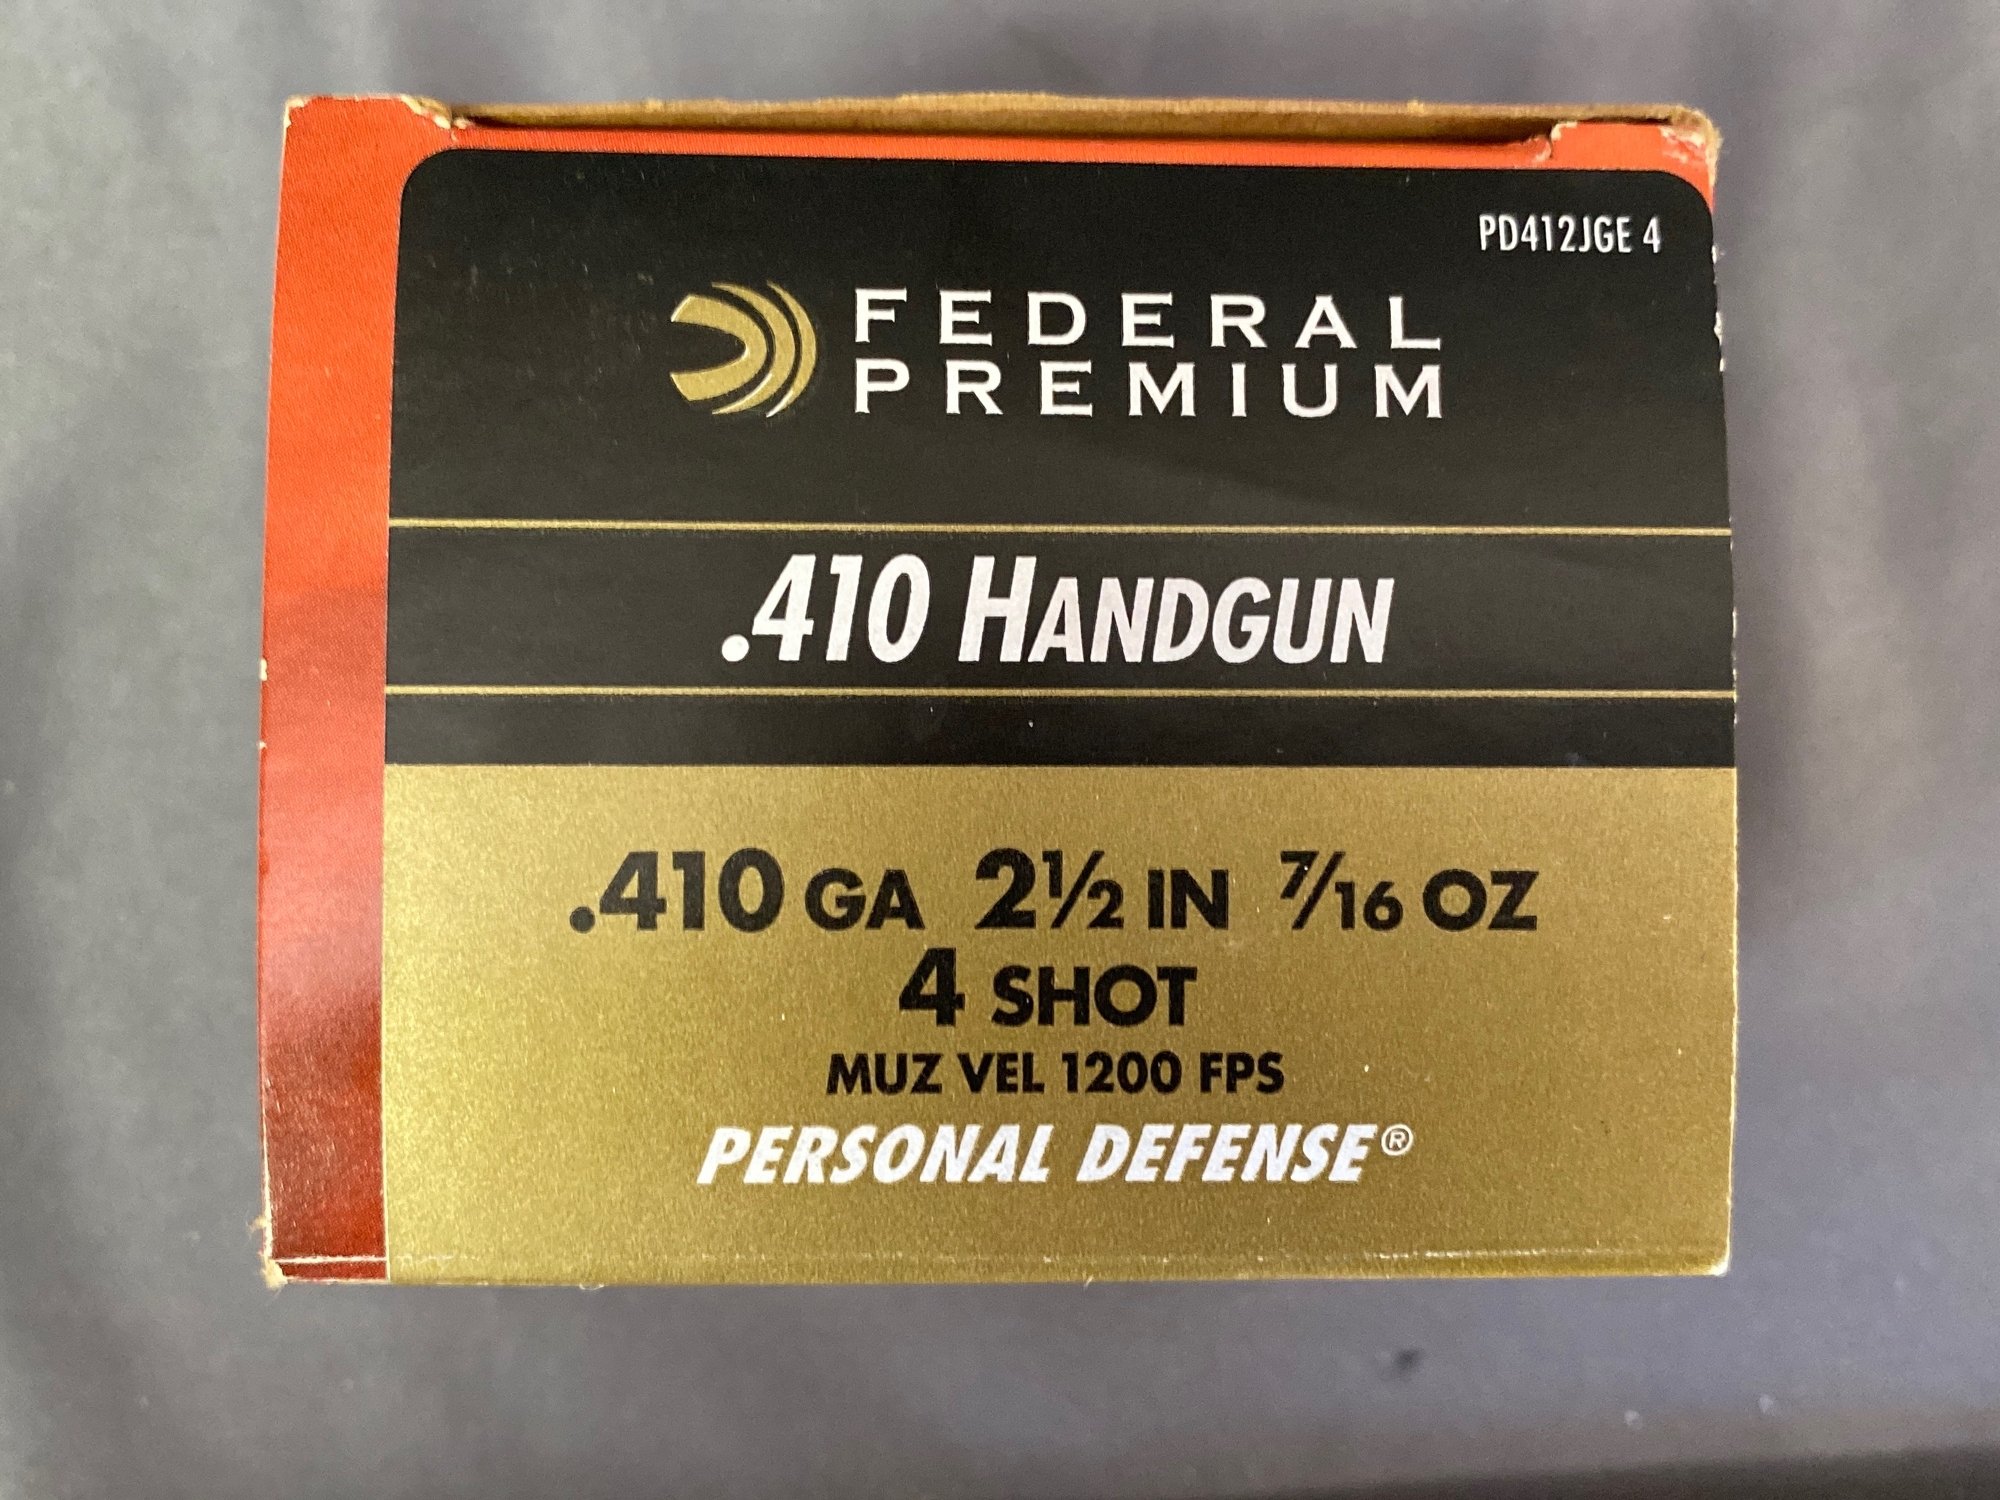 PD412JGE 4
FEDERAL
PREMIUM
.410 HANDGUN
.410 GA 2½ IN 7/16 OZ
4 SHOT
MUZ VEL 1200 FPS
PERSONAL DEFENSE®